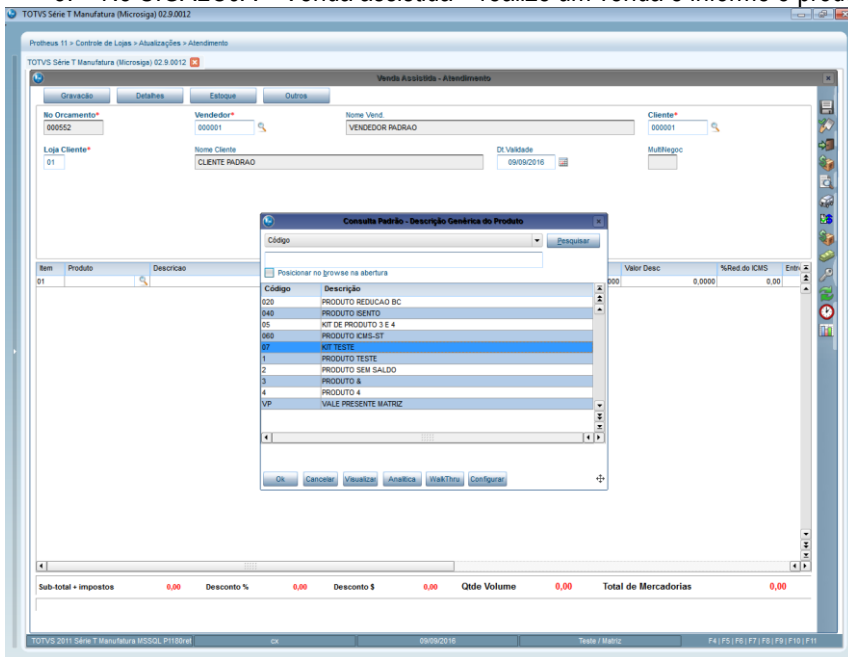 TOTVS Série T Manufatura (Microsiga) 02.9.0012
Protheus 11 > Controle de Lojas > Atualizações > Atendimento
TOTVS Série T Manufatura (Microsiga) 02.9.0012
Venda Assistida - Atendimento
Gravacão Detalhes Estoque Outros
No Orcamento* Vendedor* Nome Vend. Cliente*
000552 000001 VENDEDOR PADRAO 000001
Loja Cliente* Nome Cliente Dt.Validade MultiNegoc
01 CLIENTE PADRAO 09/09/2016
Consulta Padrão - Descrição Genérica do Produto
Código Pesquisar
Posicionar no browse na abertura
Item Produto Descricao Valor Desc %Red.do ICMS
01 000 0,0000 0,00
Código Descrição
020 PRODUTO REDUCAO BC
040 PRODUTO ISENTO
05 KIT DE PRODUTO 3 E 4
060 PRODUTO ICMS-ST
07 KIT TESTE
1 PRODUTO TESTE
2 PRODUTO SEM SALDO
3 PRODUTO &
4 PRODUTO 4
VP VALE PRESENTE MATRIZ
Ok Cancelar Visualizar Analítica WalkThru Configurar
Sub-total + impostos 0,00 Desconto % 0,00 Desconto $ 0,00 Qtde Volume 0,00 Total de Mercadorias 0,00
TOTVS 2011 Série T Manufatura MSSQL P1180ret cx 09/09/2016 Teste / Matriz F4 | F5 | F6 | F7 | F8 | F9 | F10 | F11